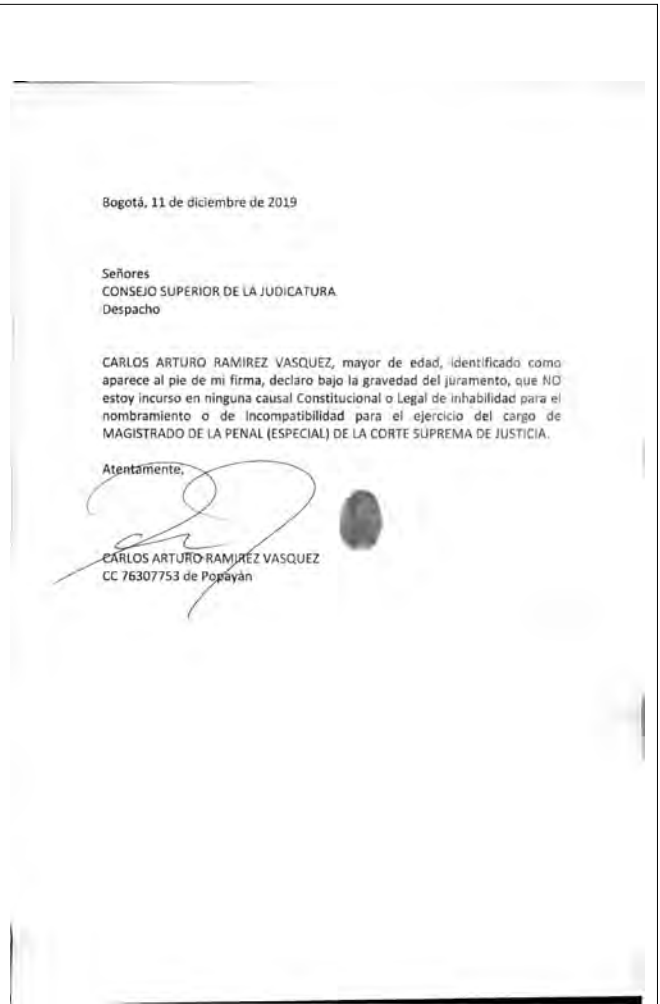 Bogotá, 11 de diciembre de 2019
Señores
CONSEJO SUPERIOR DE LA JUDICATURA
Despacho
CARLOS ARTURO RAMIREZ VASQUEZ, mayor de edad, identificado como
aparece al pie de mi firma, declaro bajo la gravedad del juramento, que NO
estoy incurso en ninguna causal Constitucional o Legal de inhabilidad para el
nombramiento o de Incompatibilidad para el ejercicio del cargo de
MAGISTRADO DE LA PENAL (ESPECIAL) DE LA CORTE SUPREMA DE JUSTICIA.
Atentamente,
CARLOS ARTURO RAMIREZ VASQUEZ
CC 76307753 de Popayán